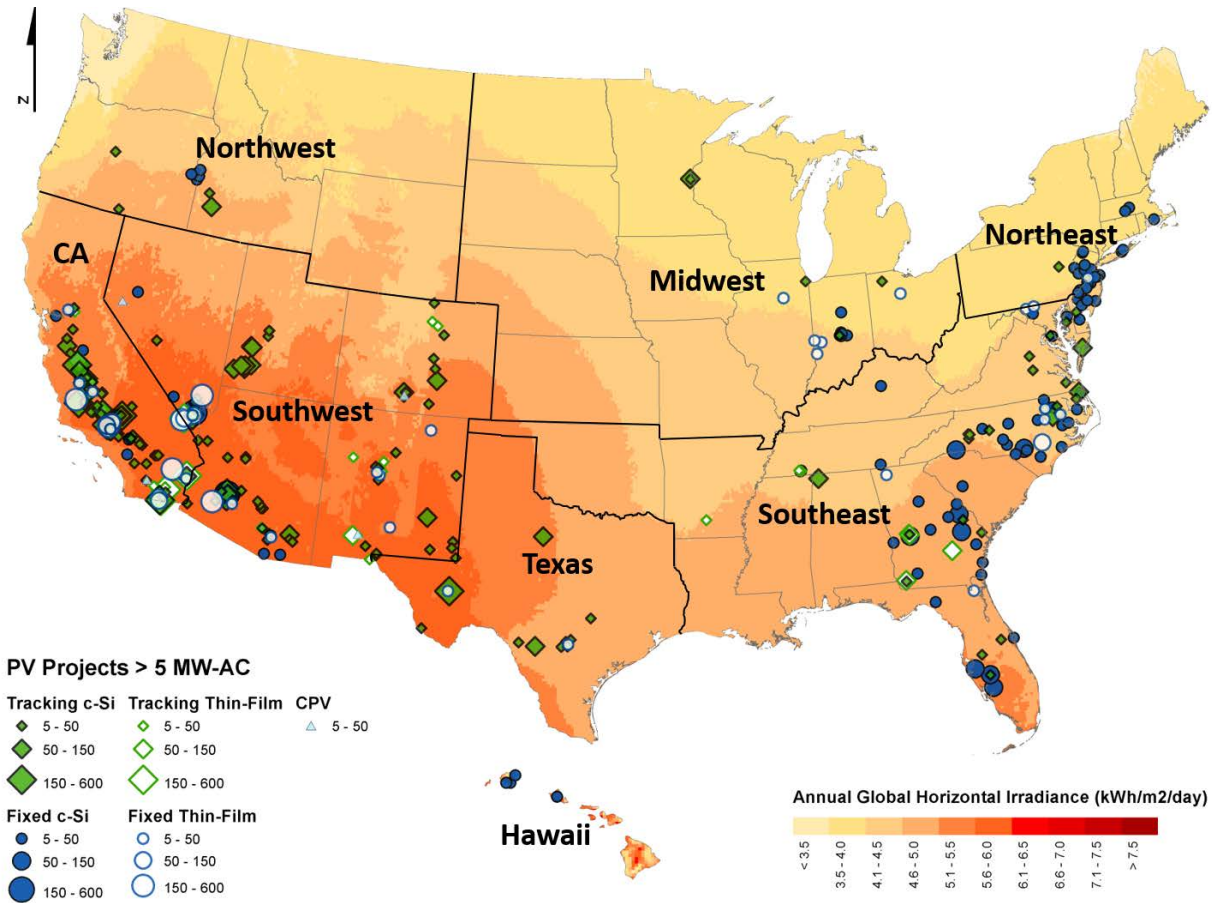 N
Northwest
CA
Northeast
Midwest
Southwest
Southeast
Texas
Hawaii
PV Projects > 5 MW-AC
Tracking c-Si Tracking Thin-Film CPV
5 - 50 5 - 50 5 - 50
50 - 150 50 - 150
150 - 600 150 - 600
Fixed c-Si Fixed Thin-Film
5 - 50 5 - 50
50 - 150 50 - 150
150 - 600 150 - 600
Annual Global Horizontal Irradiance (kWh/m2/day)
< 3.5
3.5 - 4.0
4.1 - 4.5
4.6 - 5.0
5.1 - 5.5
5.6 - 6.0
6.1 - 6.5
6.6 - 7.0
7.1 - 7.5
> 7.5